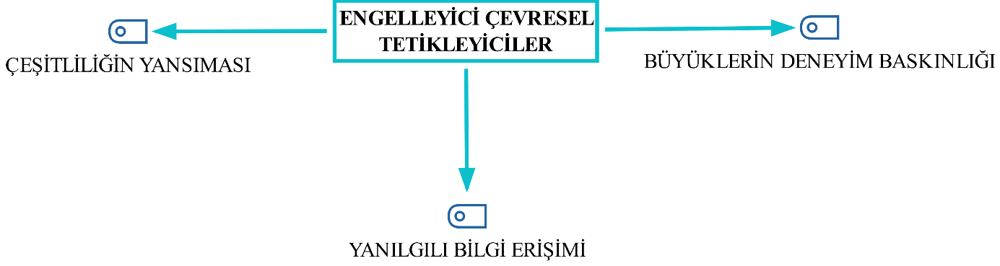 ENGELLEYİCİ ÇEVRESEL
TETİKLEYİCİLER
ÇEŞİTLİLİĞİN YANSIMASI
BÜYÜKLERİN DENEYİM BASKINLIĞI
YANILGILI BİLGİ ERİŞİMİ